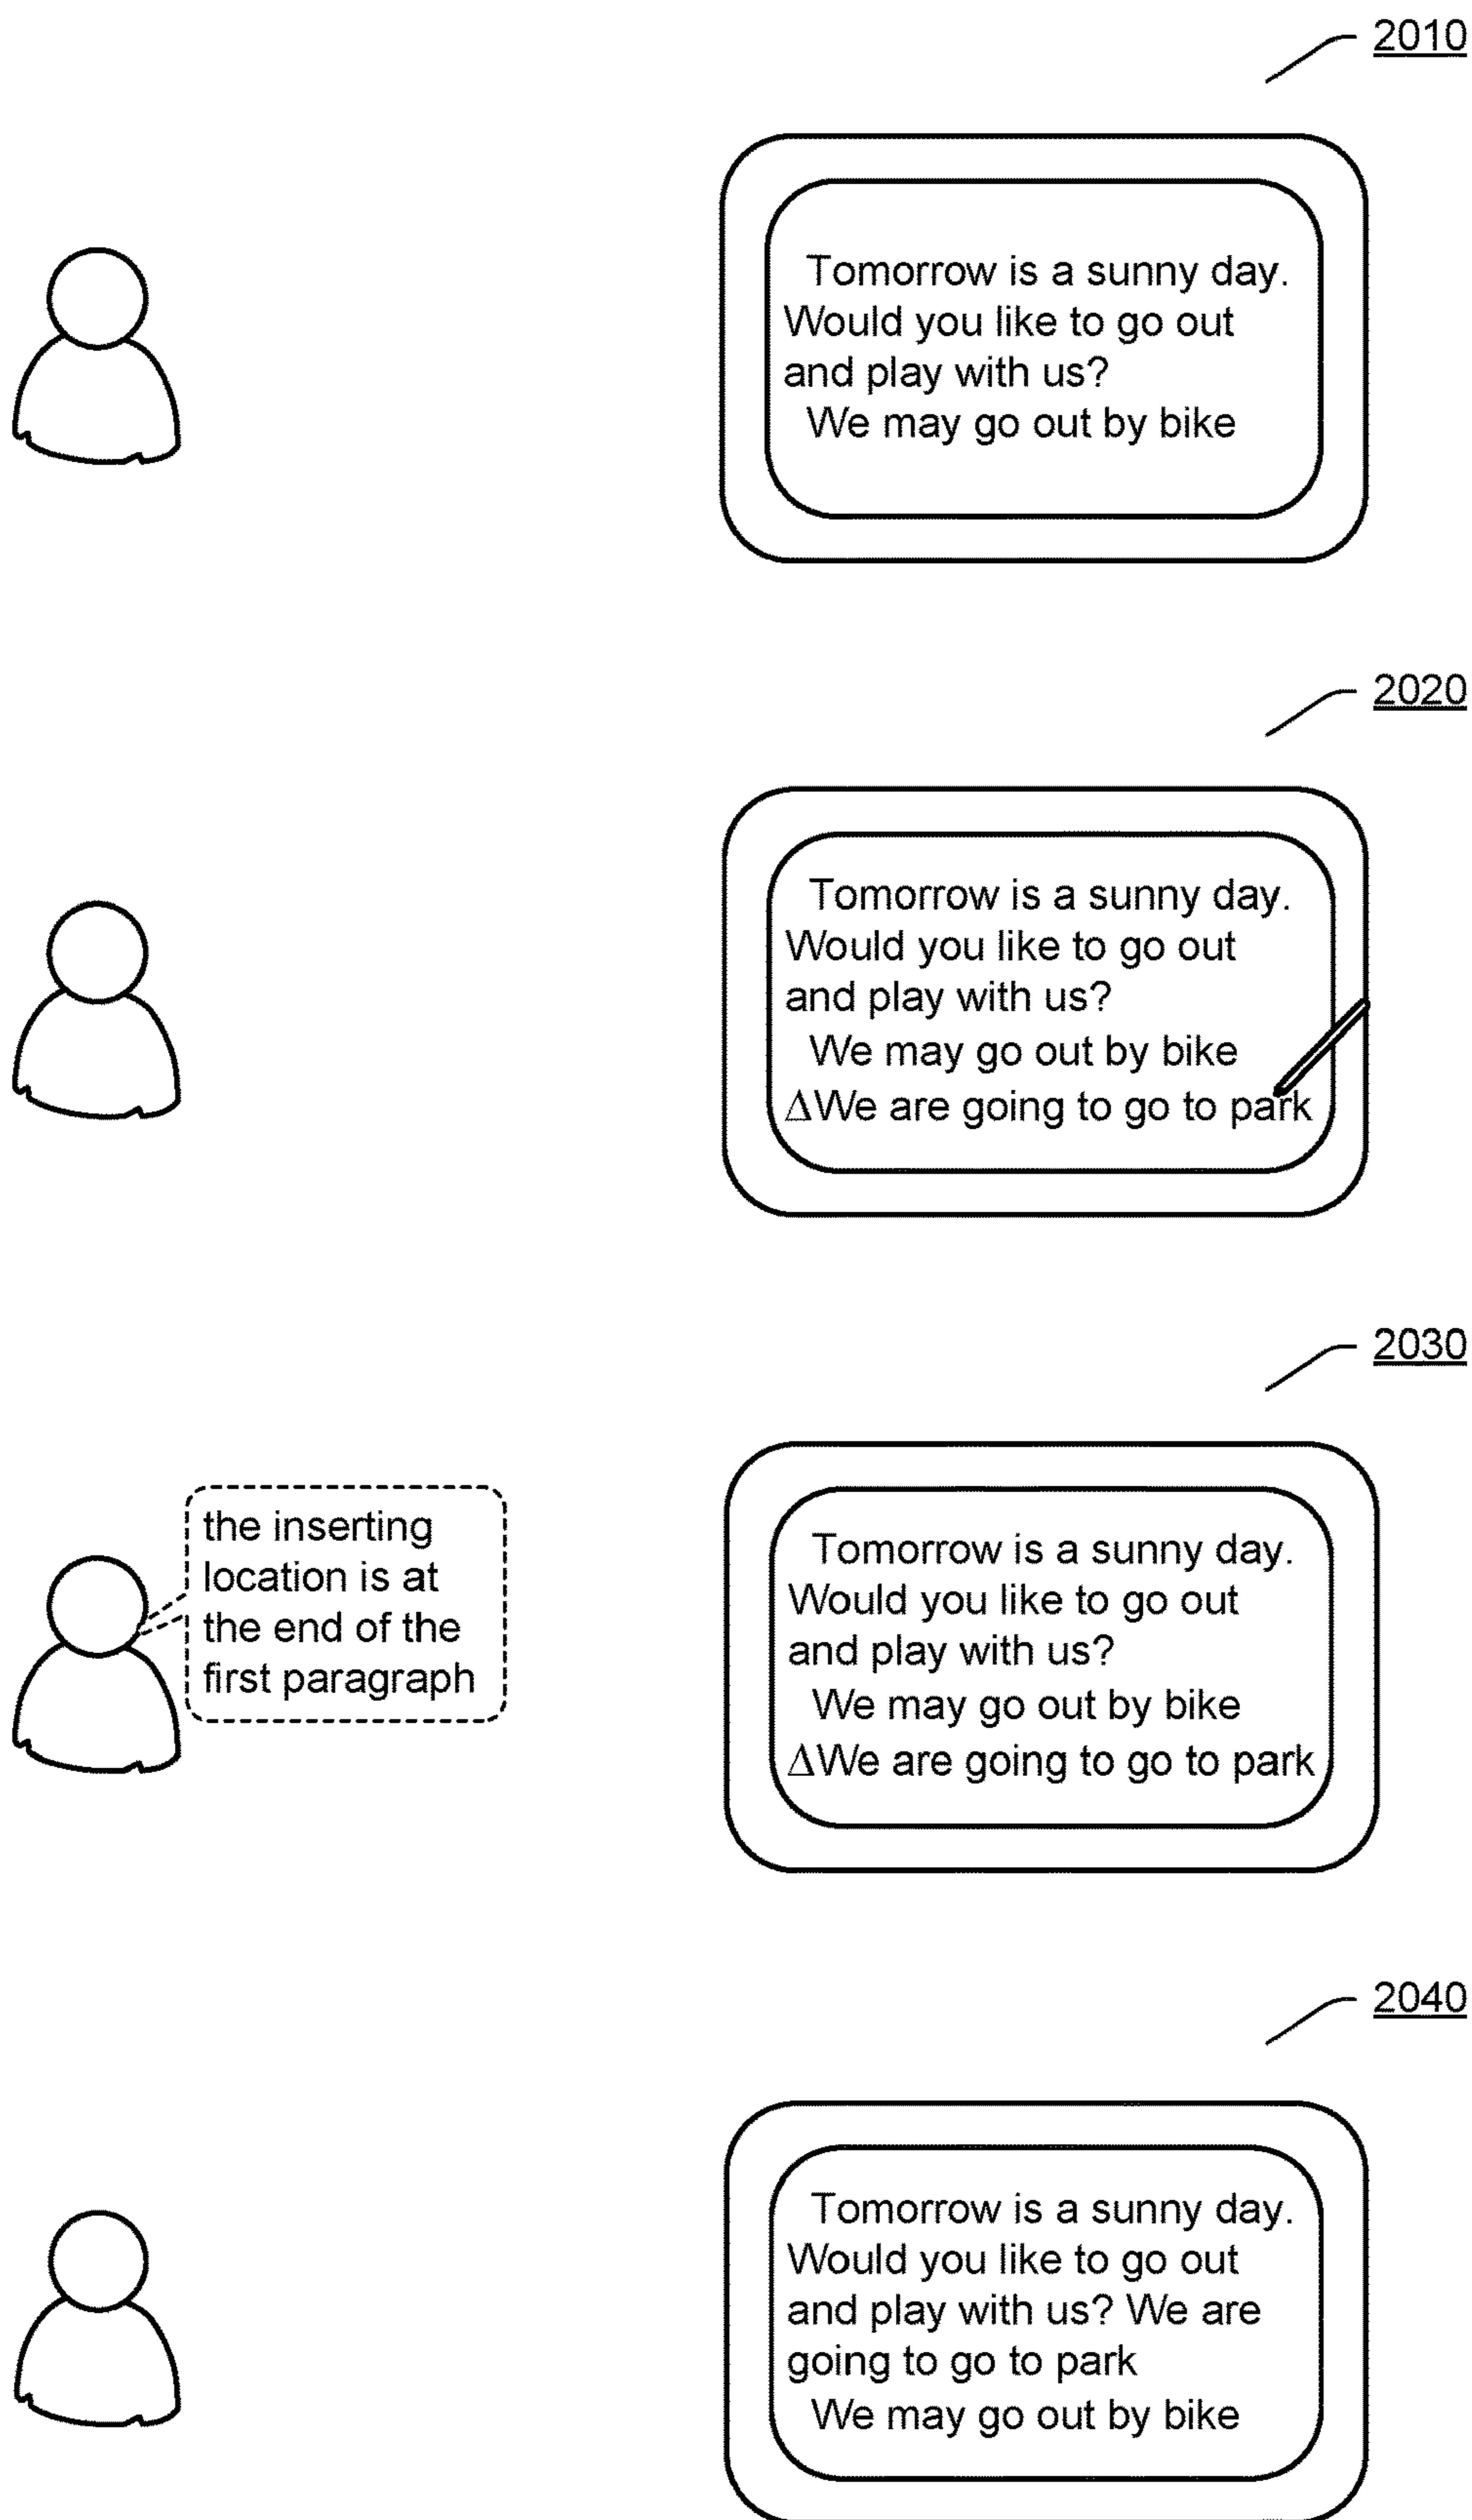 2010
Tomorrow is a sunny day.
Would you like to go out
and play with us?
We may go out by bike
2020
Tomorrow is a sunny day.
Would you like to go out
and play with us?
We may go out by bike
ΔWe are going to go to park
2030
the inserting
location is at
the end of the
first paragraph
Tomorrow is a sunny day.
Would you like to go out
and play with us?
We may go out by bike
ΔWe are going to go to park
2040
Tomorrow is a sunny day.
Would you like to go out
and play with us? We are
going to go to park
We may go out by bike